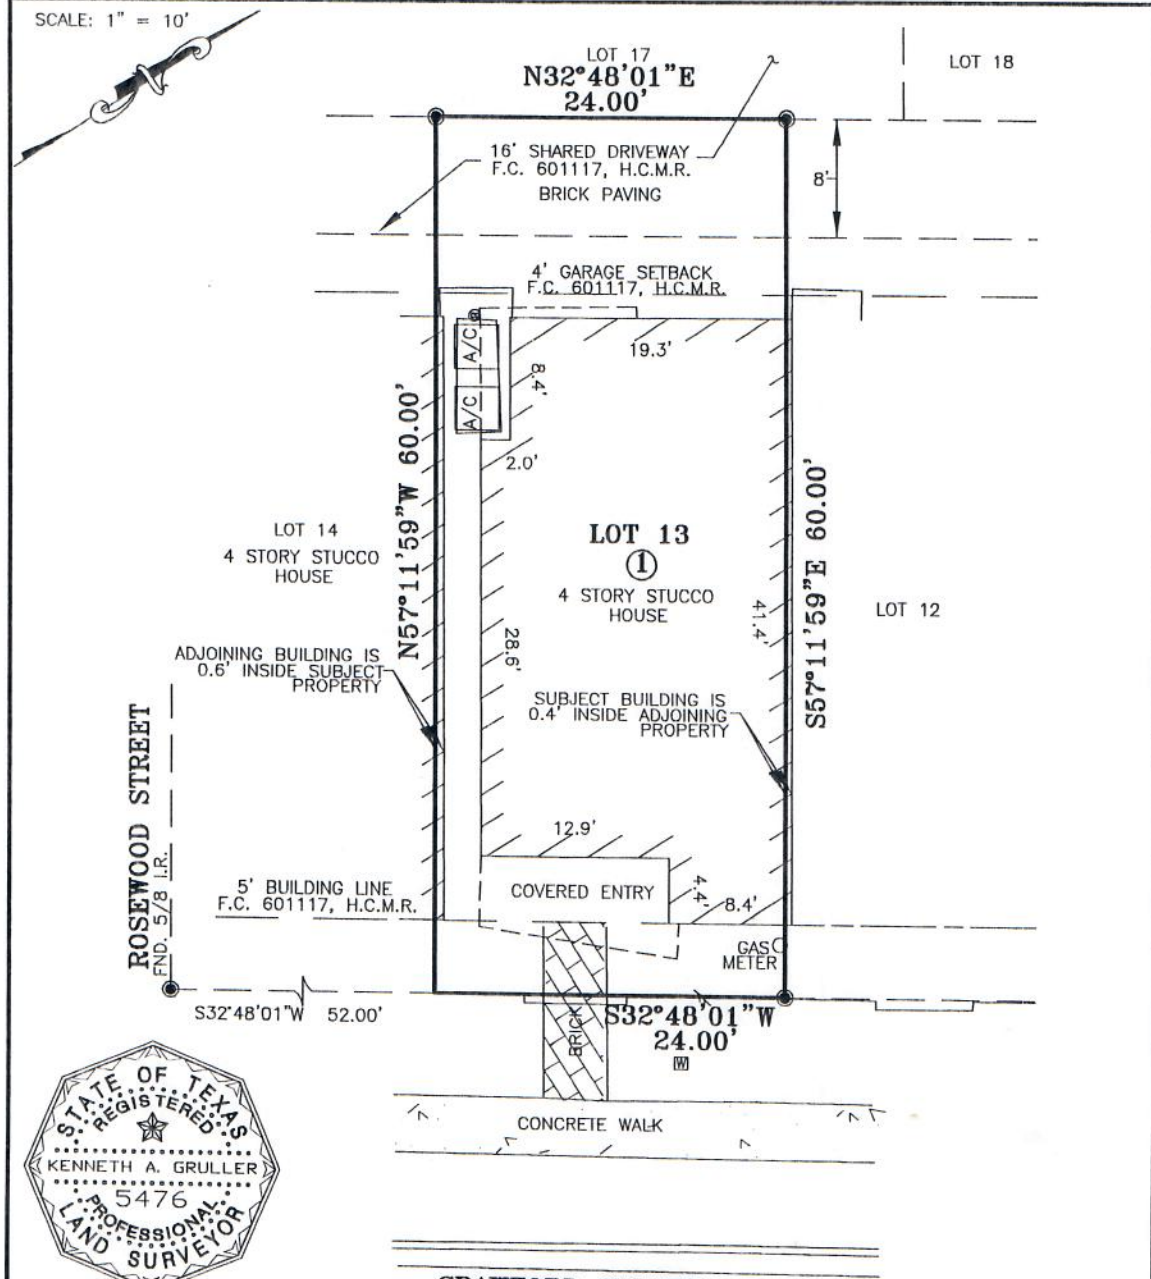 SCALE: 1" = 10'
LOT 17
N32°48'01"E
24.00'
LOT 18
16' SHARED DRIVEWAY
F.C. 601117, H.C.M.R.
BRICK PAVING
8'
4' GARAGE SETBACK
F.C. 601117, H.C.M.R.
A/C
A/C
19.3'
8.4'
2.0'
N57°11'59"W 60.00'
S57°11'59"E 60.00'
LOT 14
4 STORY STUCCO
HOUSE
LOT 13
1
4 STORY STUCCO
HOUSE
41.4'
LOT 12
28.6'
ADJOINING BUILDING IS
0.6' INSIDE SUBJECT
PROPERTY
SUBJECT BUILDING IS
0.4' INSIDE ADJOINING
PROPERTY
ROSEWOOD STREET
FND. 5/8 I.R.
12.9'
COVERED ENTRY
4.4'
8.4'
5' BUILDING LINE
F.C. 601117, H.C.M.R.
GAS
METER
S32°48'01"W 52.00'
BRICK
S32°48'01"W
24.00'
W
CONCRETE WALK
STATE OF TEXAS
REGISTERED
KENNETH A. GRULLER
5476
PROFESSIONAL
LAND SURVEYOR